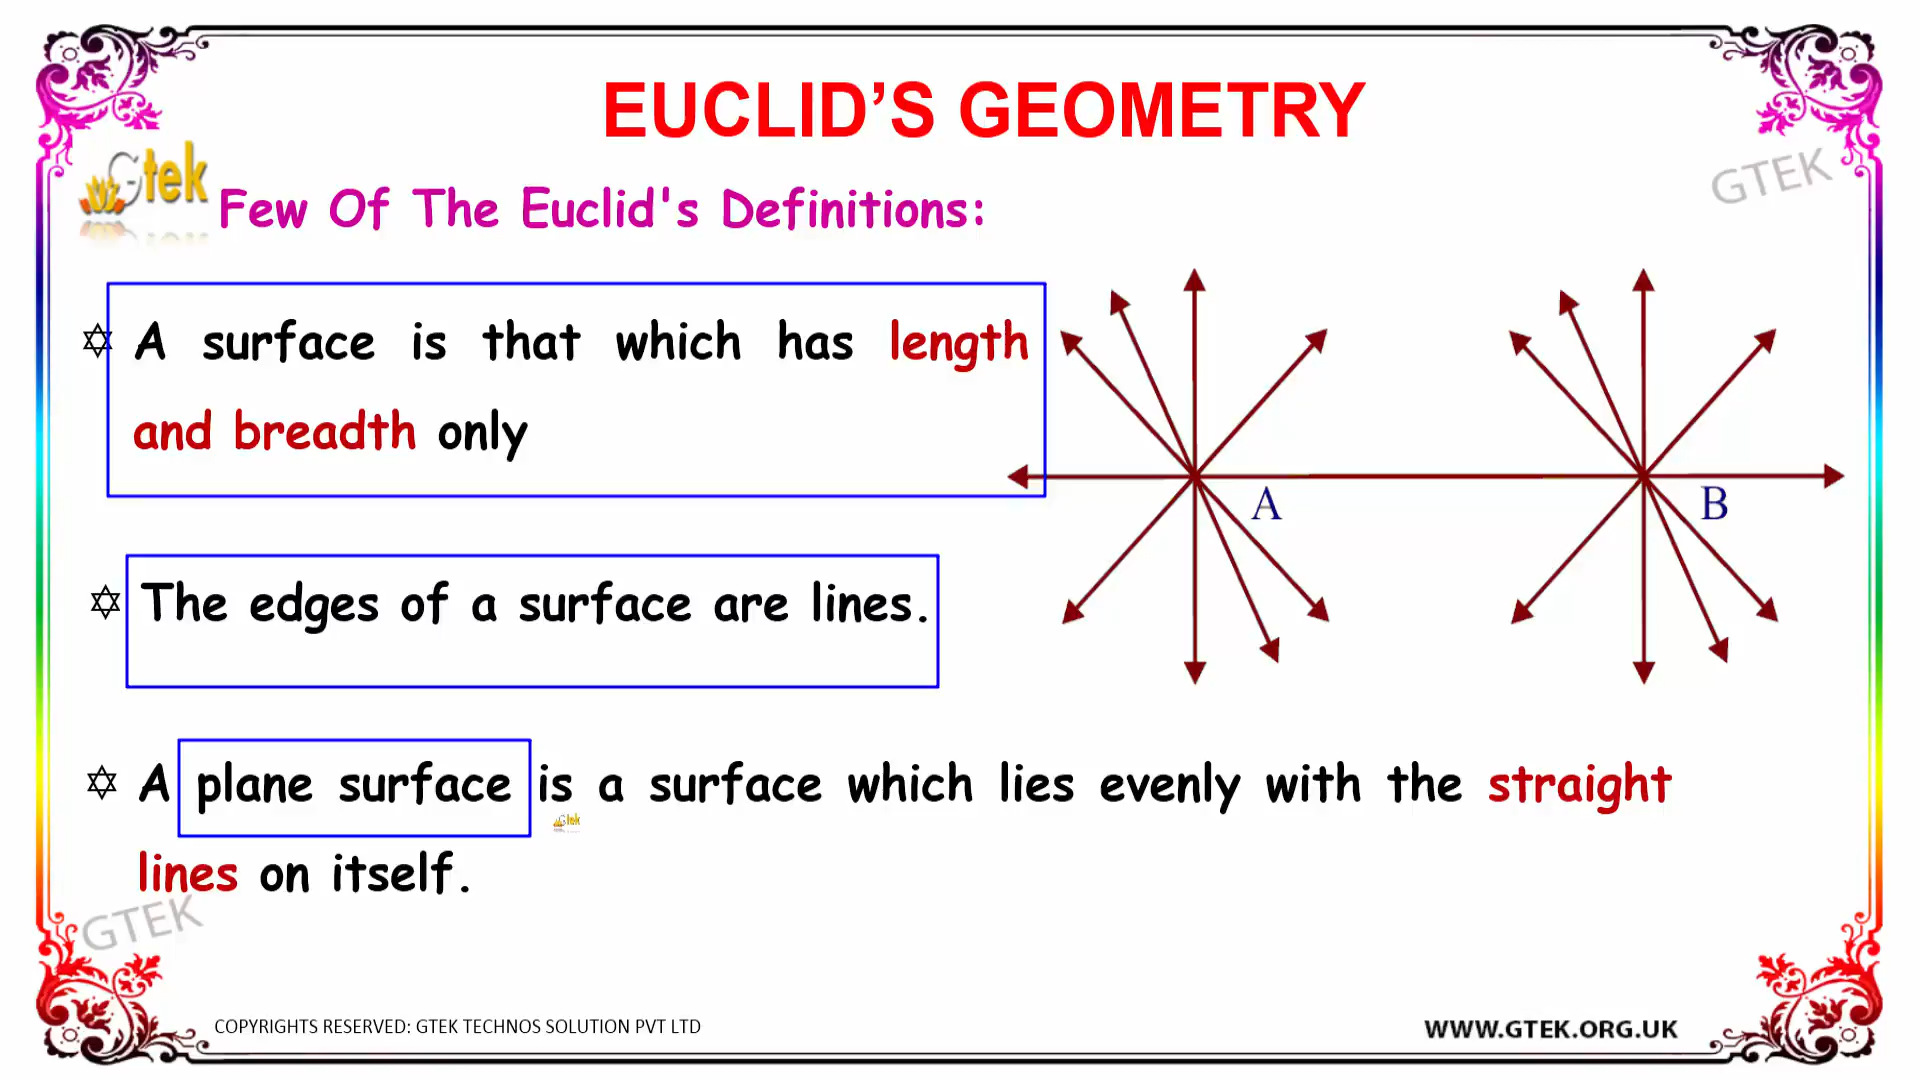 EUCLID’S GEOMETRY
Gtek
GTEK
Few Of The Euclid's Definitions:
✡ A surface is that which has length
and breadth only
A
B
✡ The edges of a surface are lines.
✡ A plane surface is a surface which lies evenly with the straight
Gtek
lines on itself.
GTEK
COPYRIGHTS RESERVED: GTEK TECHNOS SOLUTION PVT LTD
WWW.GTEK.ORG.UK